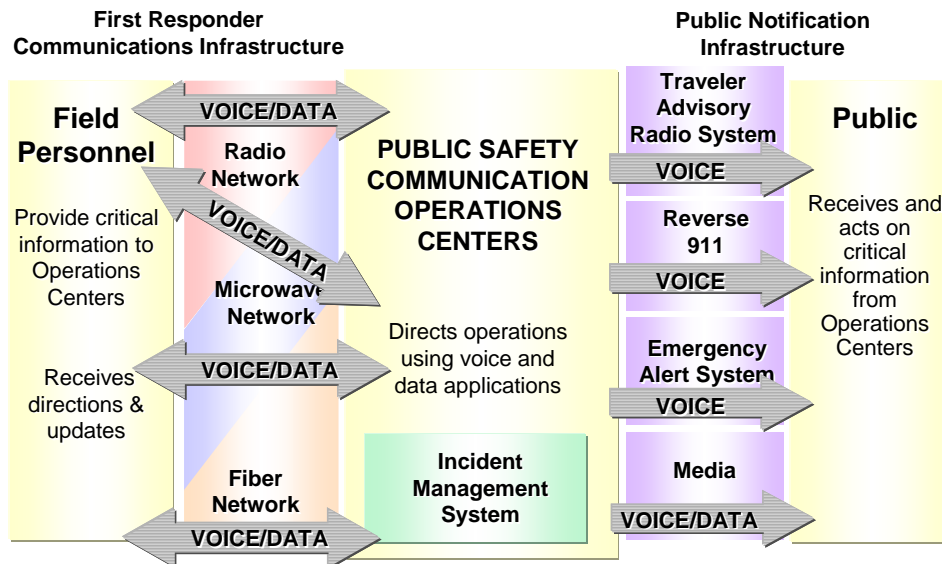 First Responder
Communications Infrastructure
Public Notification
Infrastructure
Field
Personnel
Provide critical
information to
Operations
Centers
Receives
directions &
updates
VOICE/DATA
Radio
Network
VOICE/DATA
Microwave
Network
VOICE/DATA
Fiber
Network
VOICE/DATA
PUBLIC SAFETY
COMMUNICATION
OPERATIONS
CENTERS
Directs operations
using voice and
data applications
Incident
Management
System
Traveler
Advisory
Radio System
VOICE
Reverse
911
VOICE
Emergency
Alert System
VOICE
Media
VOICE/DATA
Public
Receives and
acts on
critical
information
from
Operations
Centers